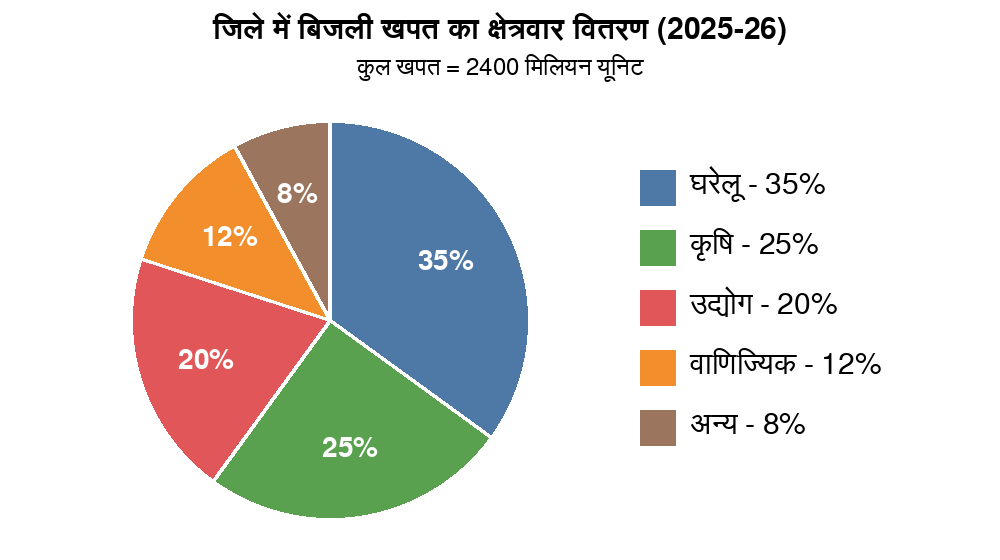 जिले में बिजली खपत का क्षेत्रवार वितरण (2025-26)
कुल खपत = 2400 मिलियन यूनिट
8%
35%
12%
20%
25%
घरेलू - 35%
कृषि - 25%
उद्योग - 20%
वाणिज्यिक - 12%
अन्य - 8%